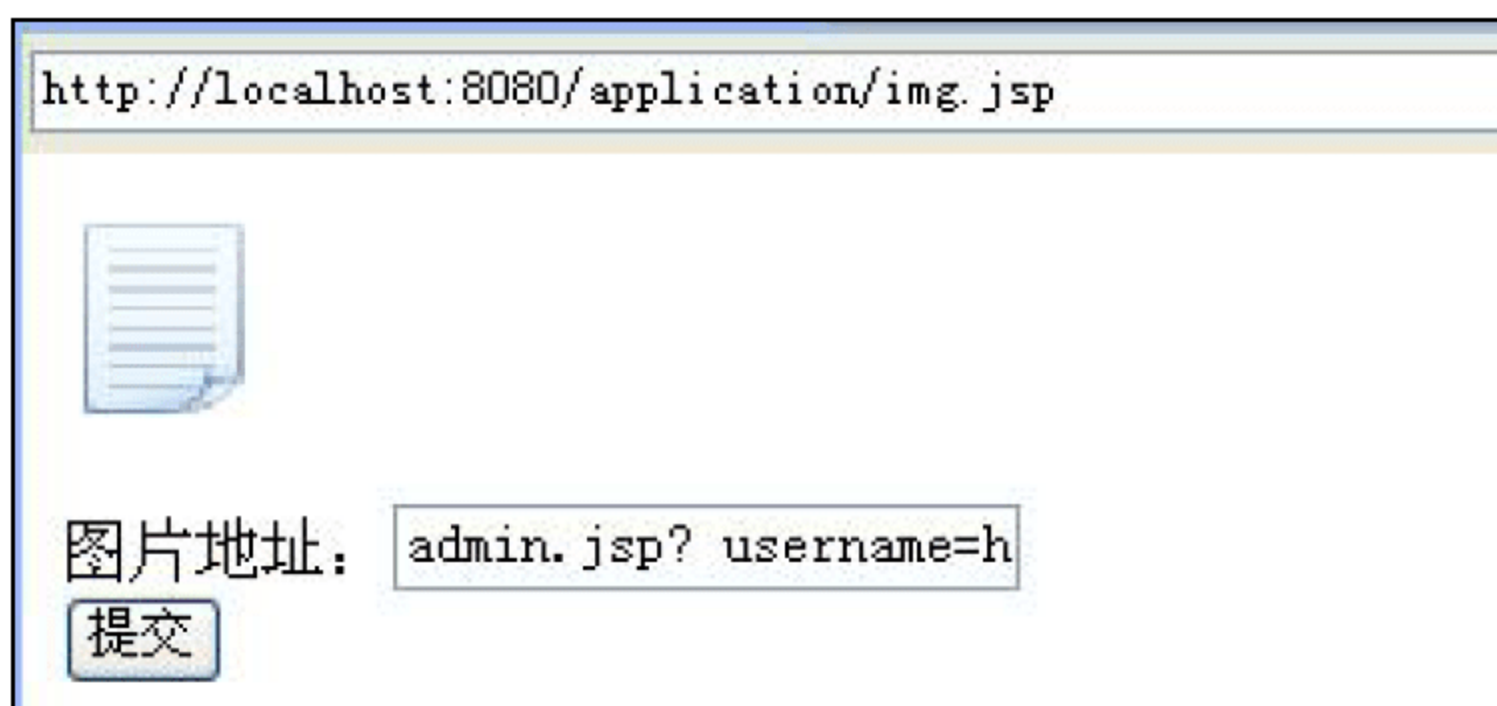 http://localhost:8080/application/img.jsp
图片地址： admin.jsp? username=h
提交